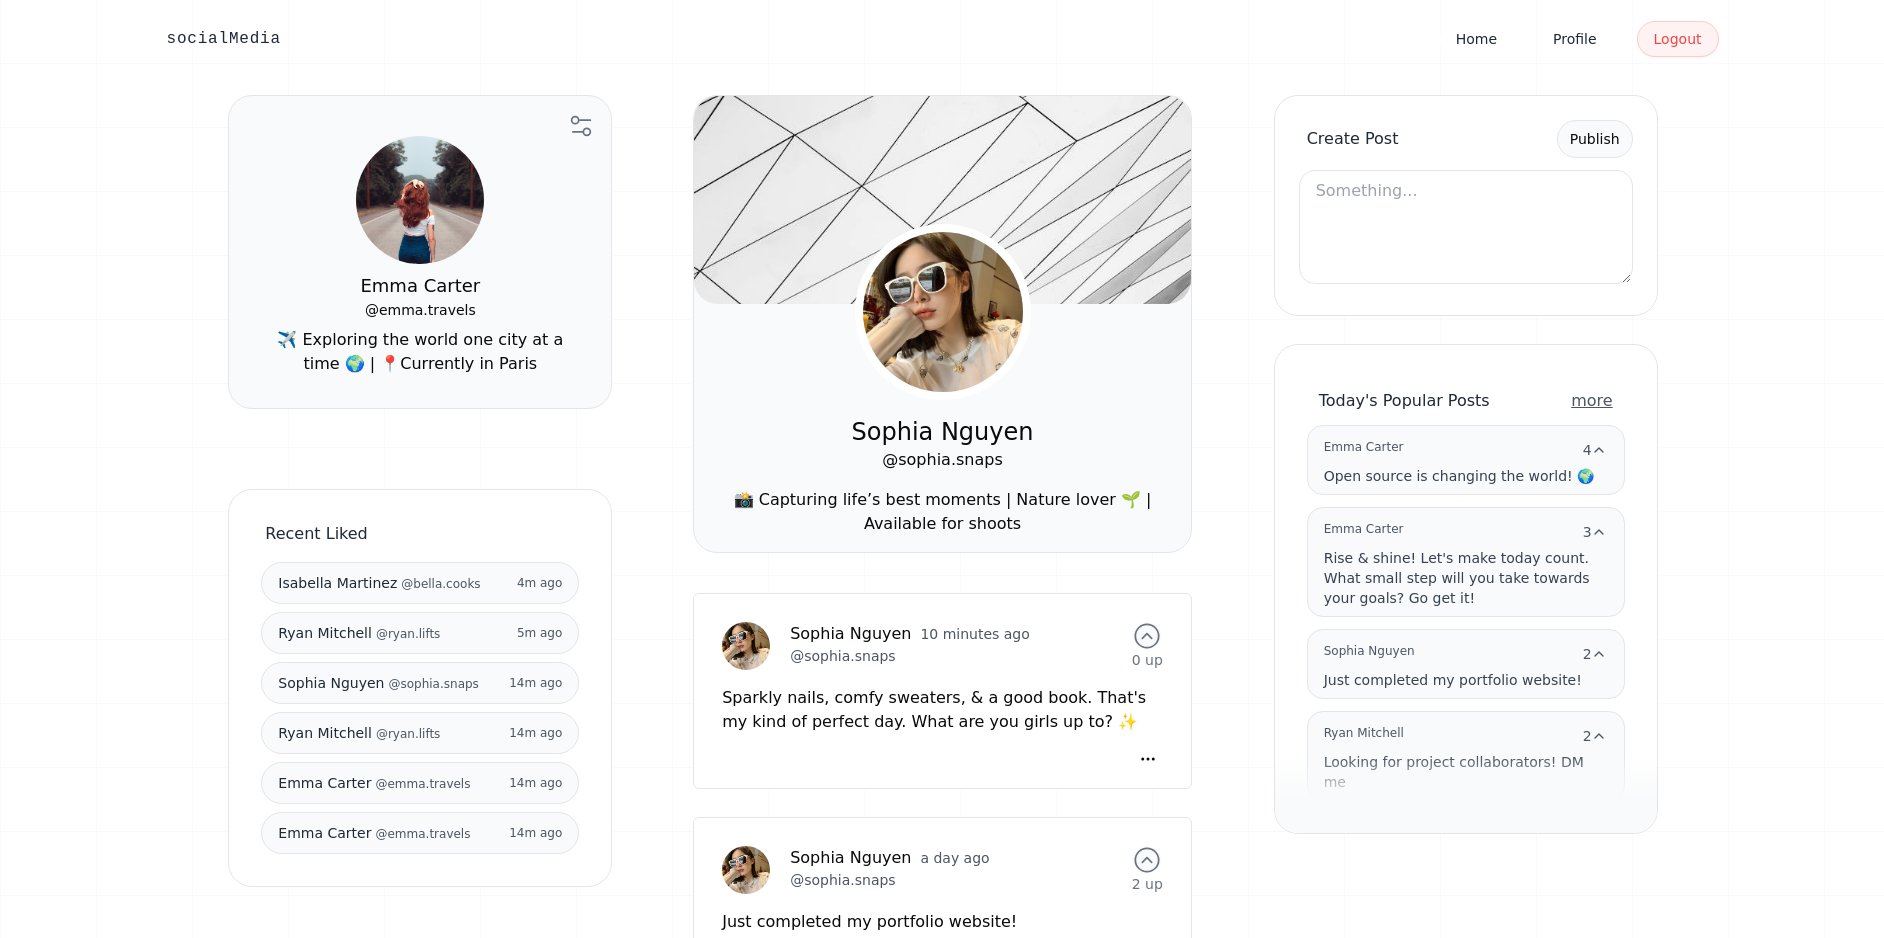 socialMedia
Home
Profile
Logout
Emma Carter
@emma.travels
✈️ Exploring the world one city at a
time 🌍 | 📍Currently in Paris
Recent Liked
Isabella Martinez @bella.cooks 4m ago
Ryan Mitchell @ryan.lifts 5m ago
Sophia Nguyen @sophia.snaps 14m ago
Ryan Mitchell @ryan.lifts 14m ago
Emma Carter @emma.travels 14m ago
Emma Carter @emma.travels 14m ago
Sophia Nguyen
@sophia.snaps
📸 Capturing life’s best moments | Nature lover 🌱 |
Available for shoots
Sophia Nguyen 10 minutes ago
@sophia.snaps
0 up
Sparkly nails, comfy sweaters, & a good book. That's
my kind of perfect day. What are you girls up to? ✨
Sophia Nguyen a day ago
@sophia.snaps
2 up
Just completed my portfolio website!
Create Post
Publish
Something...
Today's Popular Posts
more
Emma Carter 4
Open source is changing the world! 🌍
Emma Carter 3
Rise & shine! Let's make today count.
What small step will you take towards
your goals? Go get it!
Sophia Nguyen 2
Just completed my portfolio website!
Ryan Mitchell 2
Looking for project collaborators! DM
me